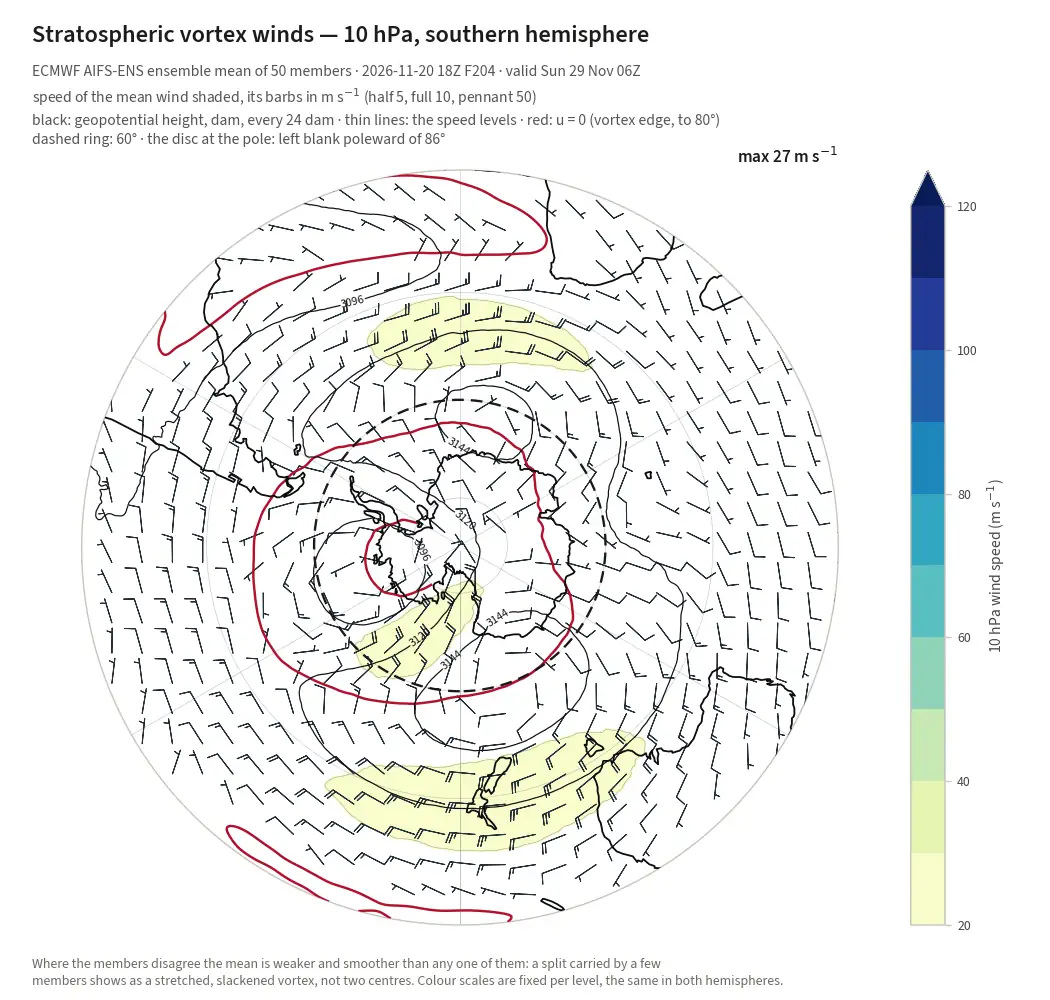 Stratospheric vortex winds — 10 hPa, southern hemisphere
ECMWF AIFS-ENS ensemble mean of 50 members · 2026-11-20 18Z F204 · valid Sun 29 Nov 06Z
speed of the mean wind shaded, its barbs in m s⁻¹ (half 5, full 10, pennant 50)
black: geopotential height, dam, every 24 dam · thin lines: the speed levels · red: u = 0 (vortex edge, to 80°)
dashed ring: 60° · the disc at the pole: left blank poleward of 86°
max 27 m s⁻¹
120
100
80
60
40
20
10 hPa wind speed (m s⁻¹)
3096
3144
3120
3096
3144
3120
3144
Where the members disagree the mean is weaker and smoother than any one of them: a split carried by a few
members shows as a stretched, slackened vortex, not two centres. Colour scales are fixed per level, the same in both hemispheres.